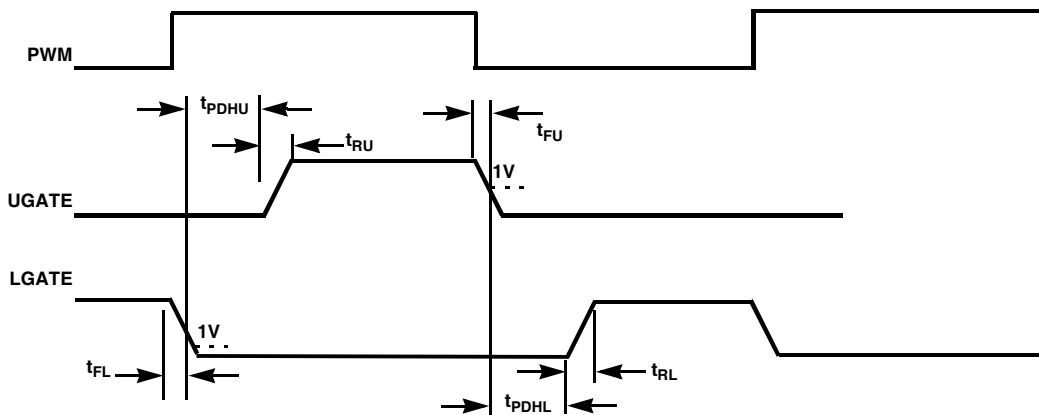 PWM
tPDHU
tRU
tFU
1V
UGATE
LGATE
1V
tFL
tRL
tPDHL